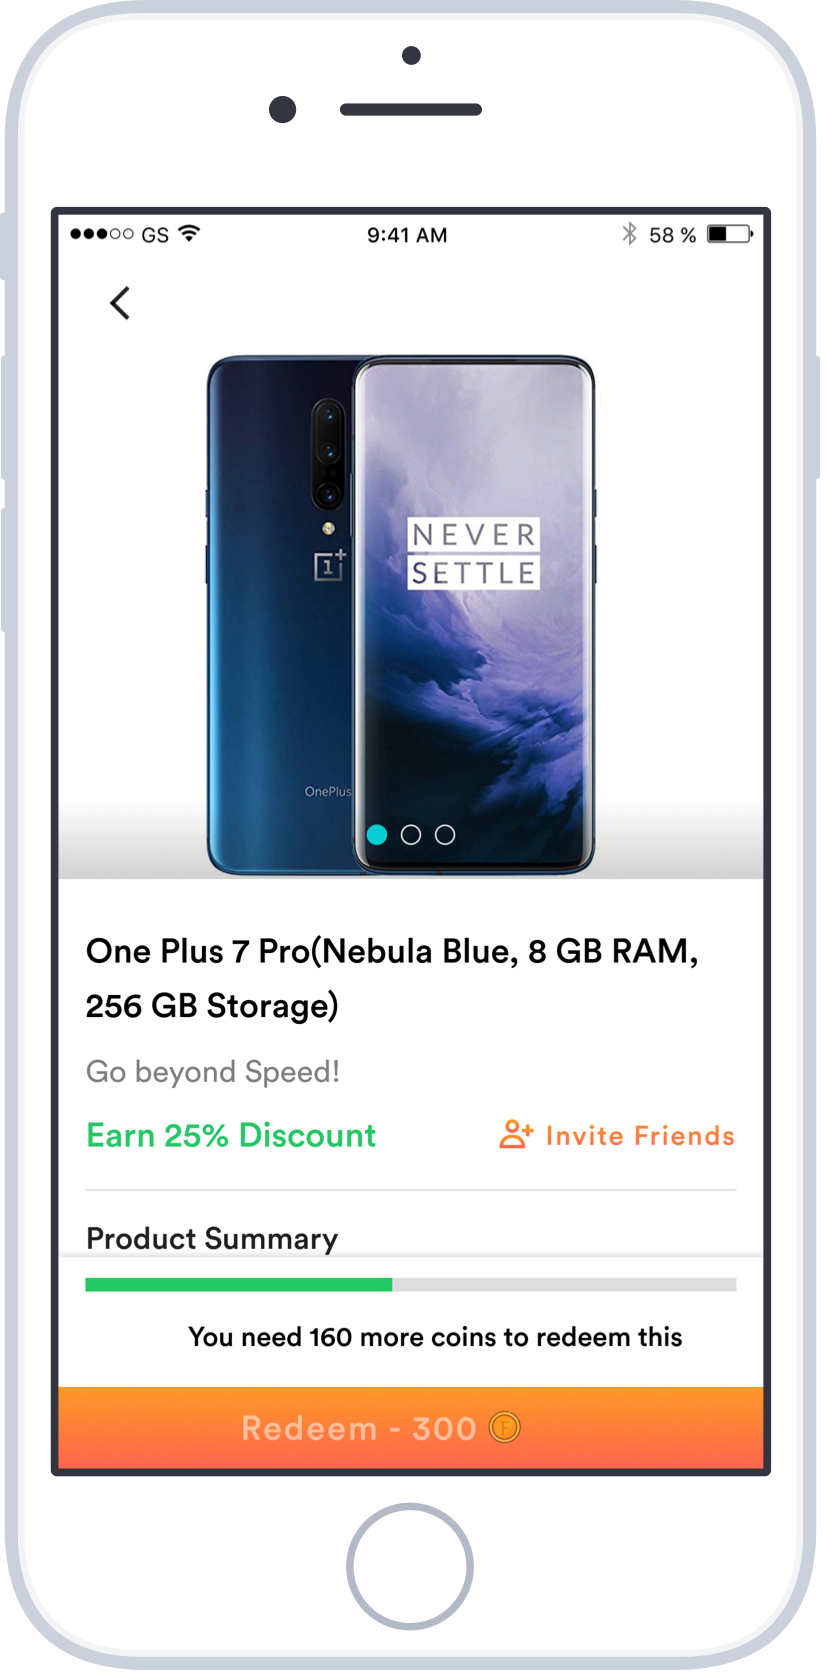 GS 9:41 AM 58 %
NEVER
SETTLE
OnePlus
One Plus 7 Pro(Nebula Blue, 8 GB RAM,
256 GB Storage)
Go beyond Speed!
Earn 25% Discount Invite Friends
Product Summary
You need 160 more coins to redeem this
Redeem - 300 F